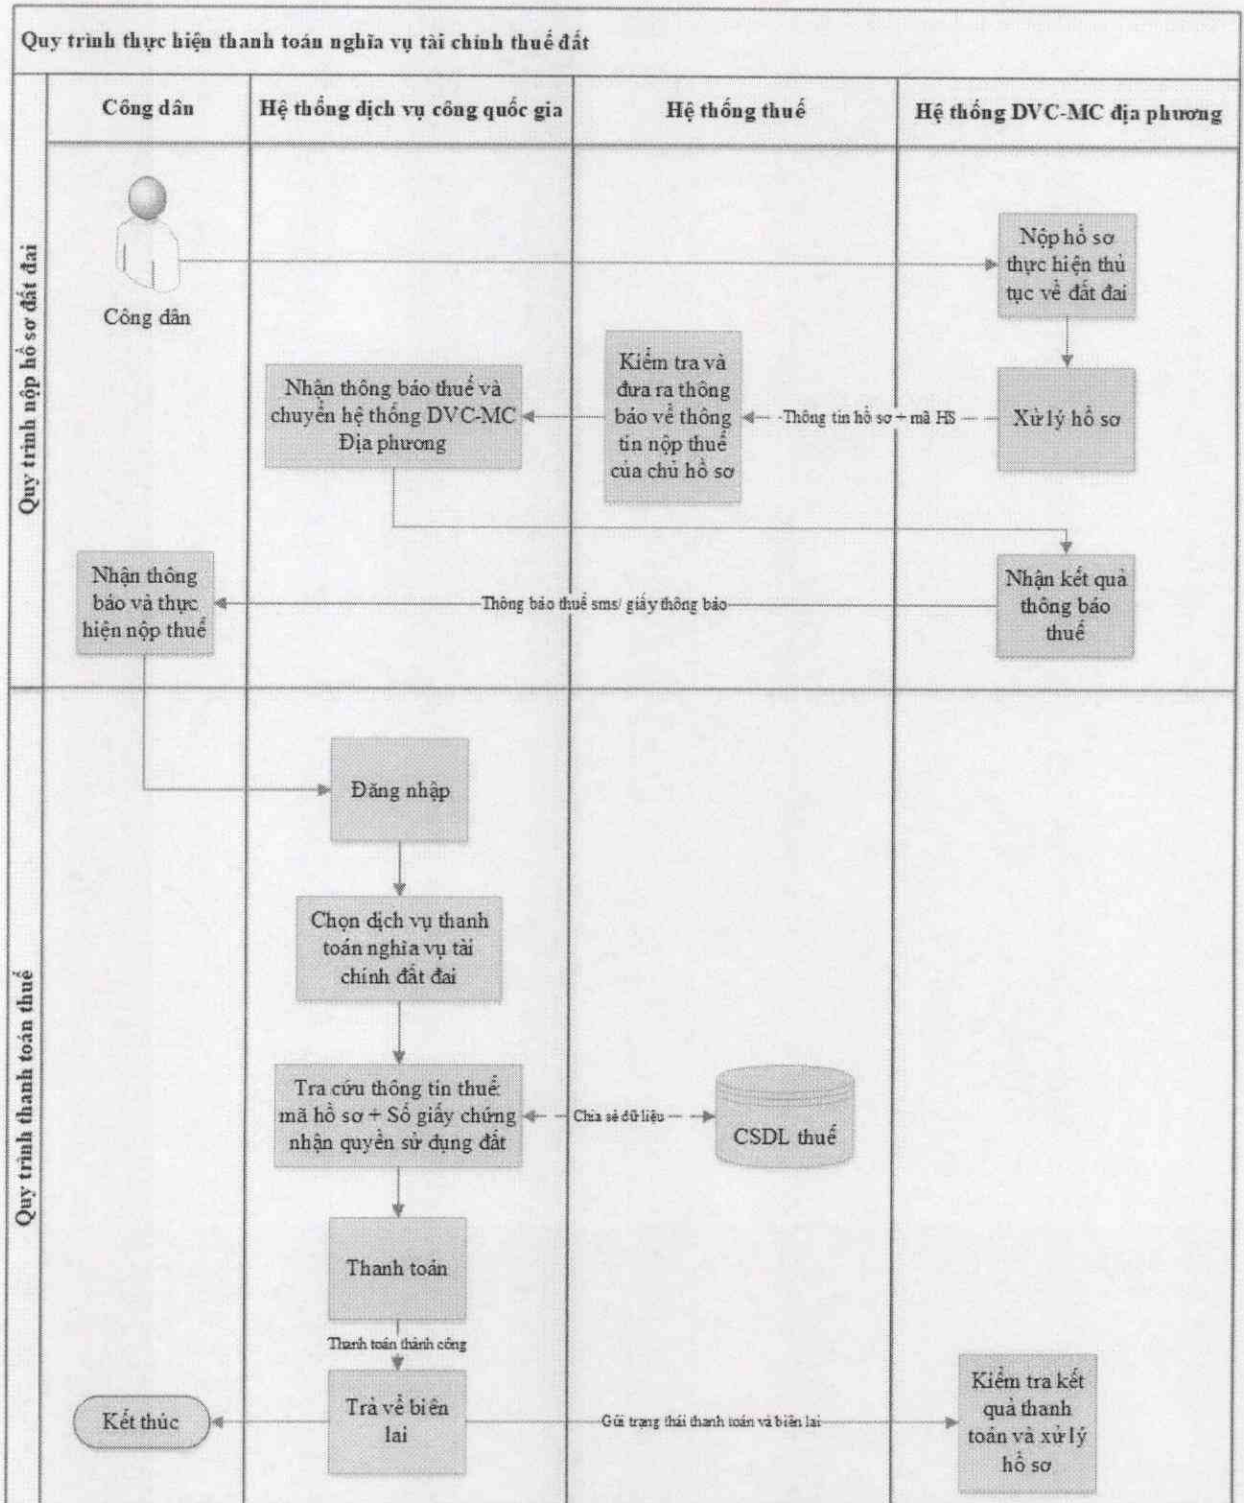 Quy trình thực hiện thanh toán nghĩa vụ tài chính thuế đất
Công dân
Hệ thống dịch vụ công quốc gia
Hệ thống thuế
Hệ thống DVC-MC địa phương
Quy trình nộp hồ sơ đất đai
Công dân
Nộp hồ sơ
thực hiện thủ
tục về đất đai
Nhận thông báo thuế và
chuyển hệ thống DVC-MC
Địa phương
Kiểm tra và
đưa ra thông
báo về thông
tin nộp thuế
của chủ hồ sơ
Thông tin hồ sơ + mã HS
Xử lý hồ sơ
Nhận thông
báo và thực
hiện nộp thuế
Thông báo thuế sms/ giấy thông báo
Nhận kết quả
thông báo
thuế
Quy trình thanh toán thuế
Đăng nhập
Chọn dịch vụ thanh
toán nghĩa vụ tài
chính đất đai
Tra cứu thông tin thuế:
mã hồ sơ + Số giấy chứng
nhận quyền sử dụng đất
Chia sẻ dữ liệu
CSDL thuế
Thanh toán
Thanh toán thành công
Kết thúc
Trả về biên
lai
Gửi trạng thái thanh toán và biên lai
Kiểm tra kết
quả thanh
toán và xử lý
hồ sơ